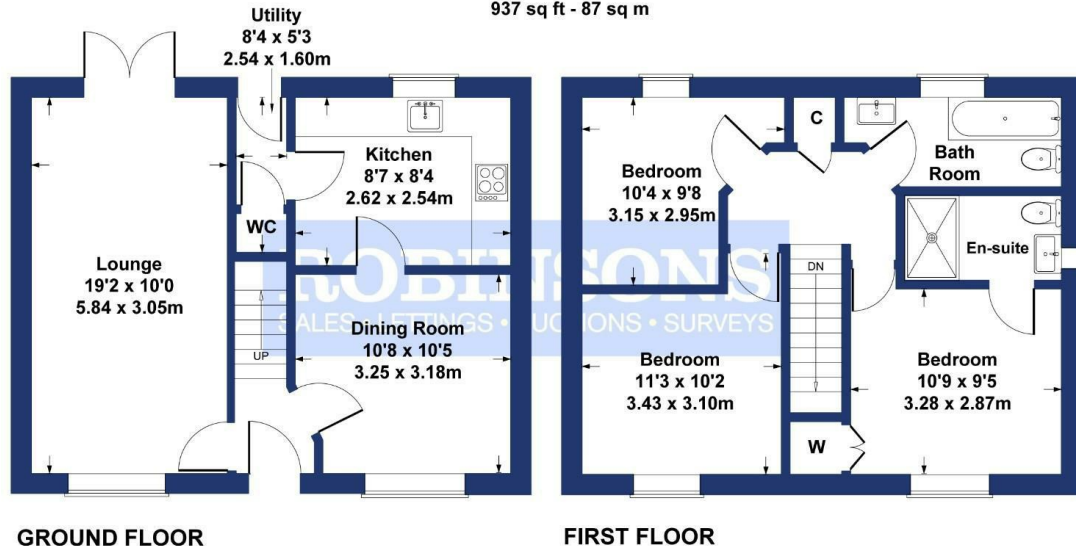 937 sq ft - 87 sq m
Utility
8'4 x 5'3
2.54 x 1.60m
Kitchen
8'7 x 8'4
2.62 x 2.54m
WC
Lounge
19'2 x 10'0
5.84 x 3.05m
UP
Dining Room
10'8 x 10'5
3.25 x 3.18m
GROUND FLOOR
Bedroom
10'4 x 9'8
3.15 x 2.95m
C
Bath
Room
En-suite
DN
Bedroom
11'3 x 10'2
3.43 x 3.10m
Bedroom
10'9 x 9'5
3.28 x 2.87m
W
FIRST FLOOR
ROBINSONS
SALES • LETTINGS • AUCTIONS • SURVEYS